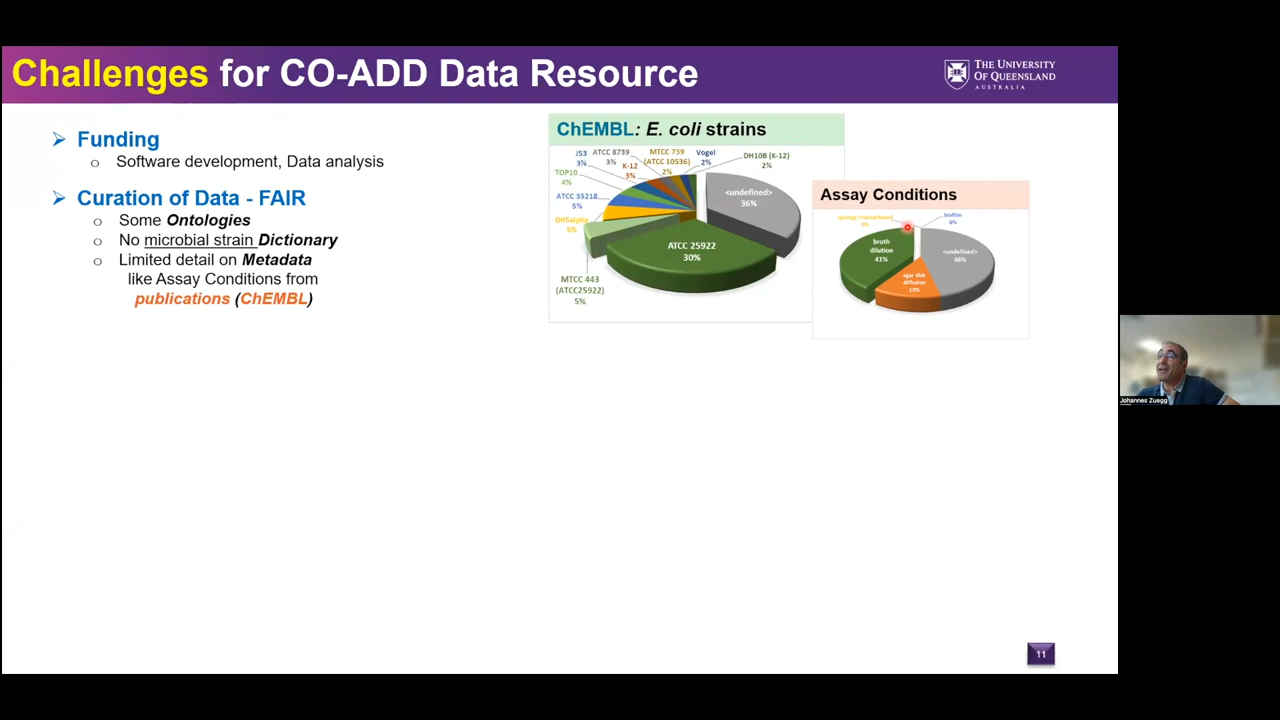 Challenges for CO-ADD Data Resource
THE UNIVERSITY
OF QUEENSLAND
AUSTRALIA
Funding
Software development, Data analysis
Curation of Data - FAIR
Some Ontologies
No microbial strain Dictionary
Limited detail on Metadata
like Assay Conditions from
publications (ChEMBL)
ChEMBL: E. coli strains
J53
3%
ATCC 8739
3%
K-12
3%
MTCC 739
(ATCC 10536)
2%
Vogel
2%
DH10B (K-12)
2%
TOP10
4%
ATCC 35218
5%
DH5alpha
5%
MTCC 443
(ATCC25922)
5%
ATCC 25922
30%
<undefined>
36%
Assay Conditions
synergy checkerboard
0%
biofilm
0%
broth
dilution
41%
agar disk
diffusion
13%
<undefined>
46%
11
Johannes Zuegg